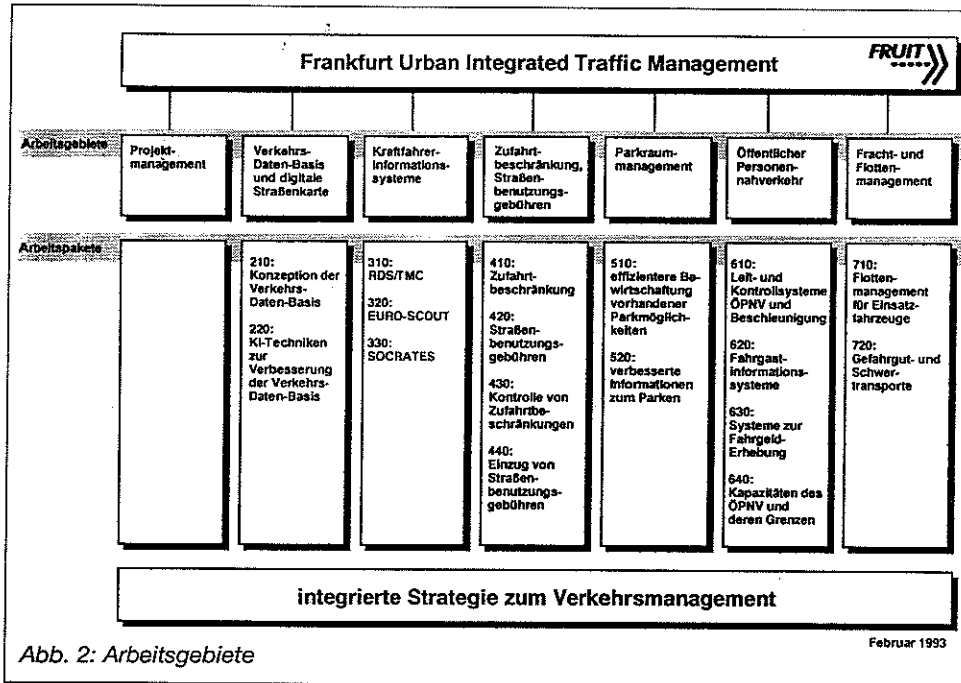 Frankfurt Urban Integrated Traffic Management
FRUIT
Arbeitsgebiete
Projekt-
management
Verkehrs-
Daten-Basis
und digitale
Straßenkarte
Kraftfahrer-
informations-
systeme
Zufahrt-
beschränkung,
Straßen-
benutzungs-
gebühren
Parkraum-
management
Öffentlicher
Personen-
nahverkehr
Fracht- und
Flotten-
management
Arbeitspakete
210:
Konzeption der
Verkehrs-
Daten-Basis
220:
KI-Techniken
zur
Verbesserung
der Verkehrs-
Daten-Basis
310:
RDS/TMC
320:
EURO-SCOUT
330:
SOCRATES
410:
Zufahrt-
beschränkung
420:
Straßen-
benutzungs-
gebühren
430:
Kontrolle von
Zufahrtbe-
schränkungen
440:
Einzug von
Straßen-
benutzungs-
gebühren
510:
effizientere Be-
wirtschaftung
vorhandener
Parkmöglich-
keiten
520:
verbesserte
Informationen
zum Parken
610:
Leit- und
Kontrollsysteme
ÖPNV und
Beschleunigung
620:
Fahrgast-
informations-
systeme
630:
Systeme zur
Fahrgeld-
Erhebung
640:
Kapazitäten des
ÖPNV und
deren Grenzen
710:
Flotten-
management
für Einsatz-
fahrzeuge
720:
Gefahrgut- und
Schwer-
transporte
integrierte Strategie zum Verkehrsmanagement
Februar 1993
Abb. 2: Arbeitsgebiete